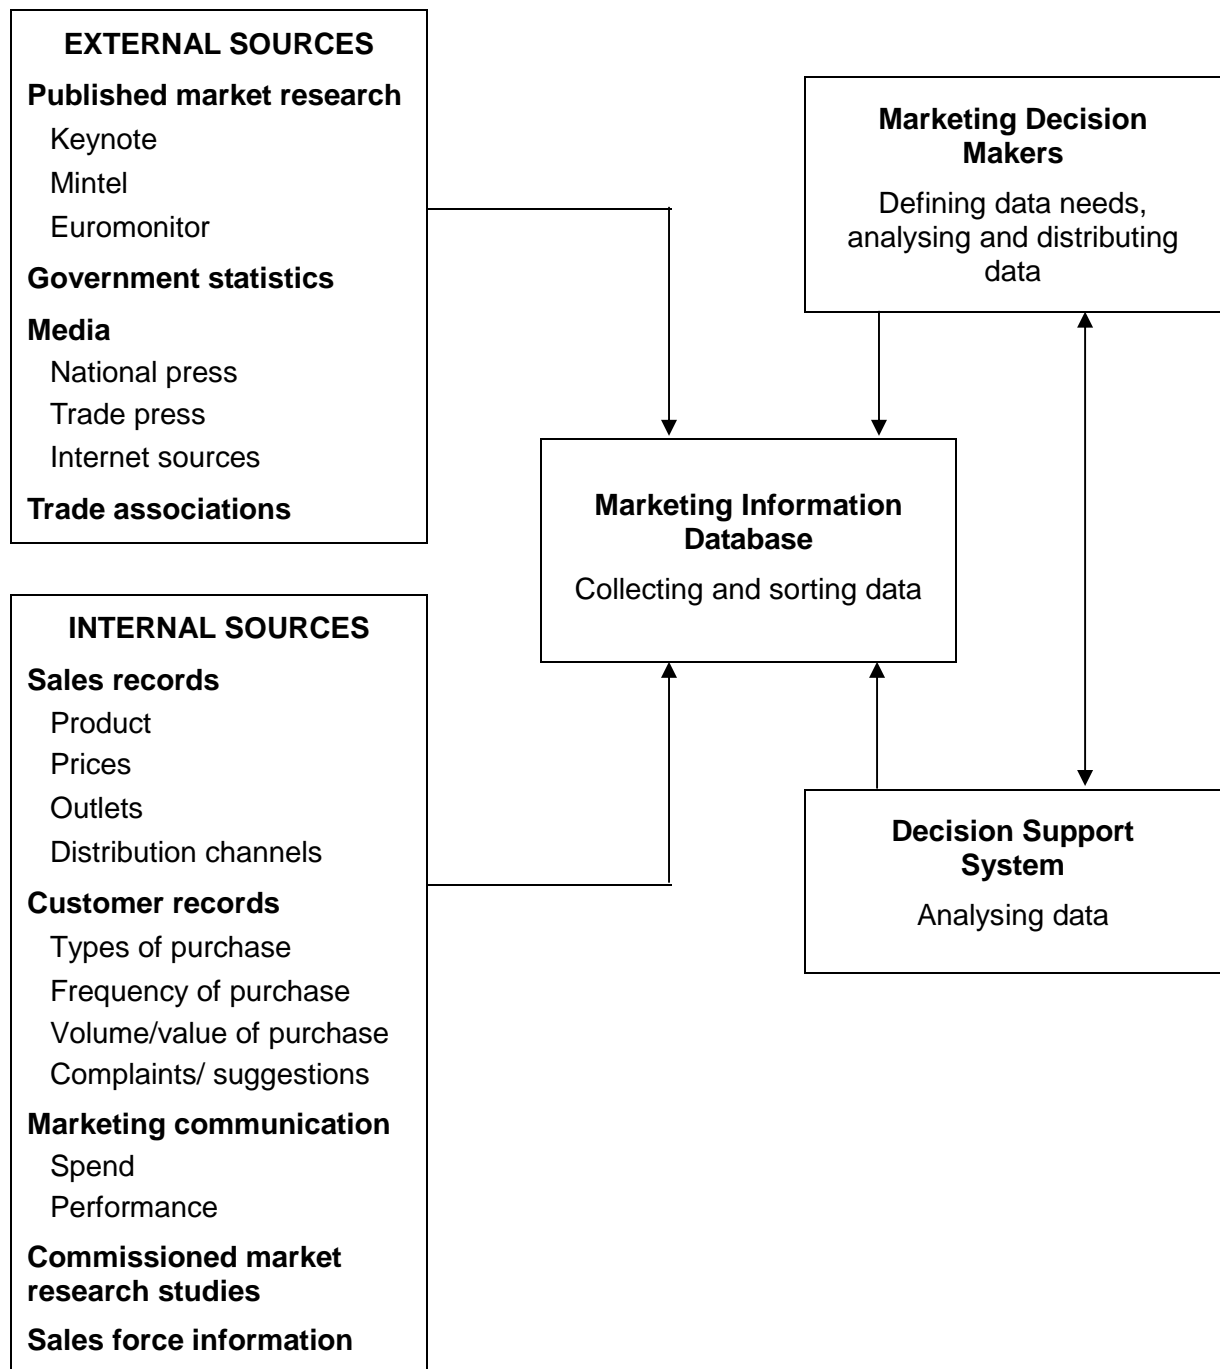 EXTERNAL SOURCES
Published market research
Keynote
Mintel
Euromonitor
Government statistics
Media
National press
Trade press
Internet sources
Trade associations
Marketing Decision
Makers
Defining data needs,
analysing and distributing
data
Marketing Information
Database
Collecting and sorting data
INTERNAL SOURCES
Sales records
Product
Prices
Outlets
Distribution channels
Customer records
Types of purchase
Frequency of purchase
Volume/value of purchase
Complaints/ suggestions
Marketing communication
Spend
Performance
Commissioned market
research studies
Sales force information
Decision Support
System
Analysing data